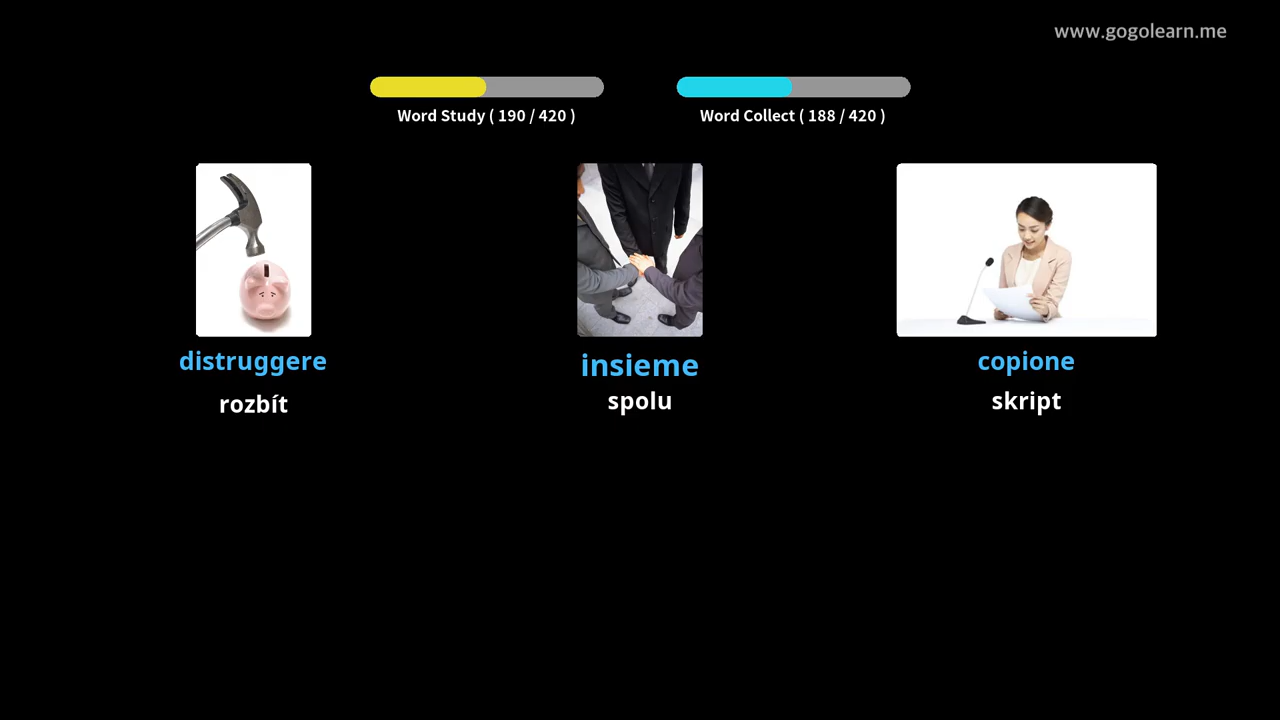 www.gogolearn.me
Word Study ( 190 / 420 )
Word Collect ( 188 / 420 )
distruggere
insieme
copione
rozbít
spolu
skript